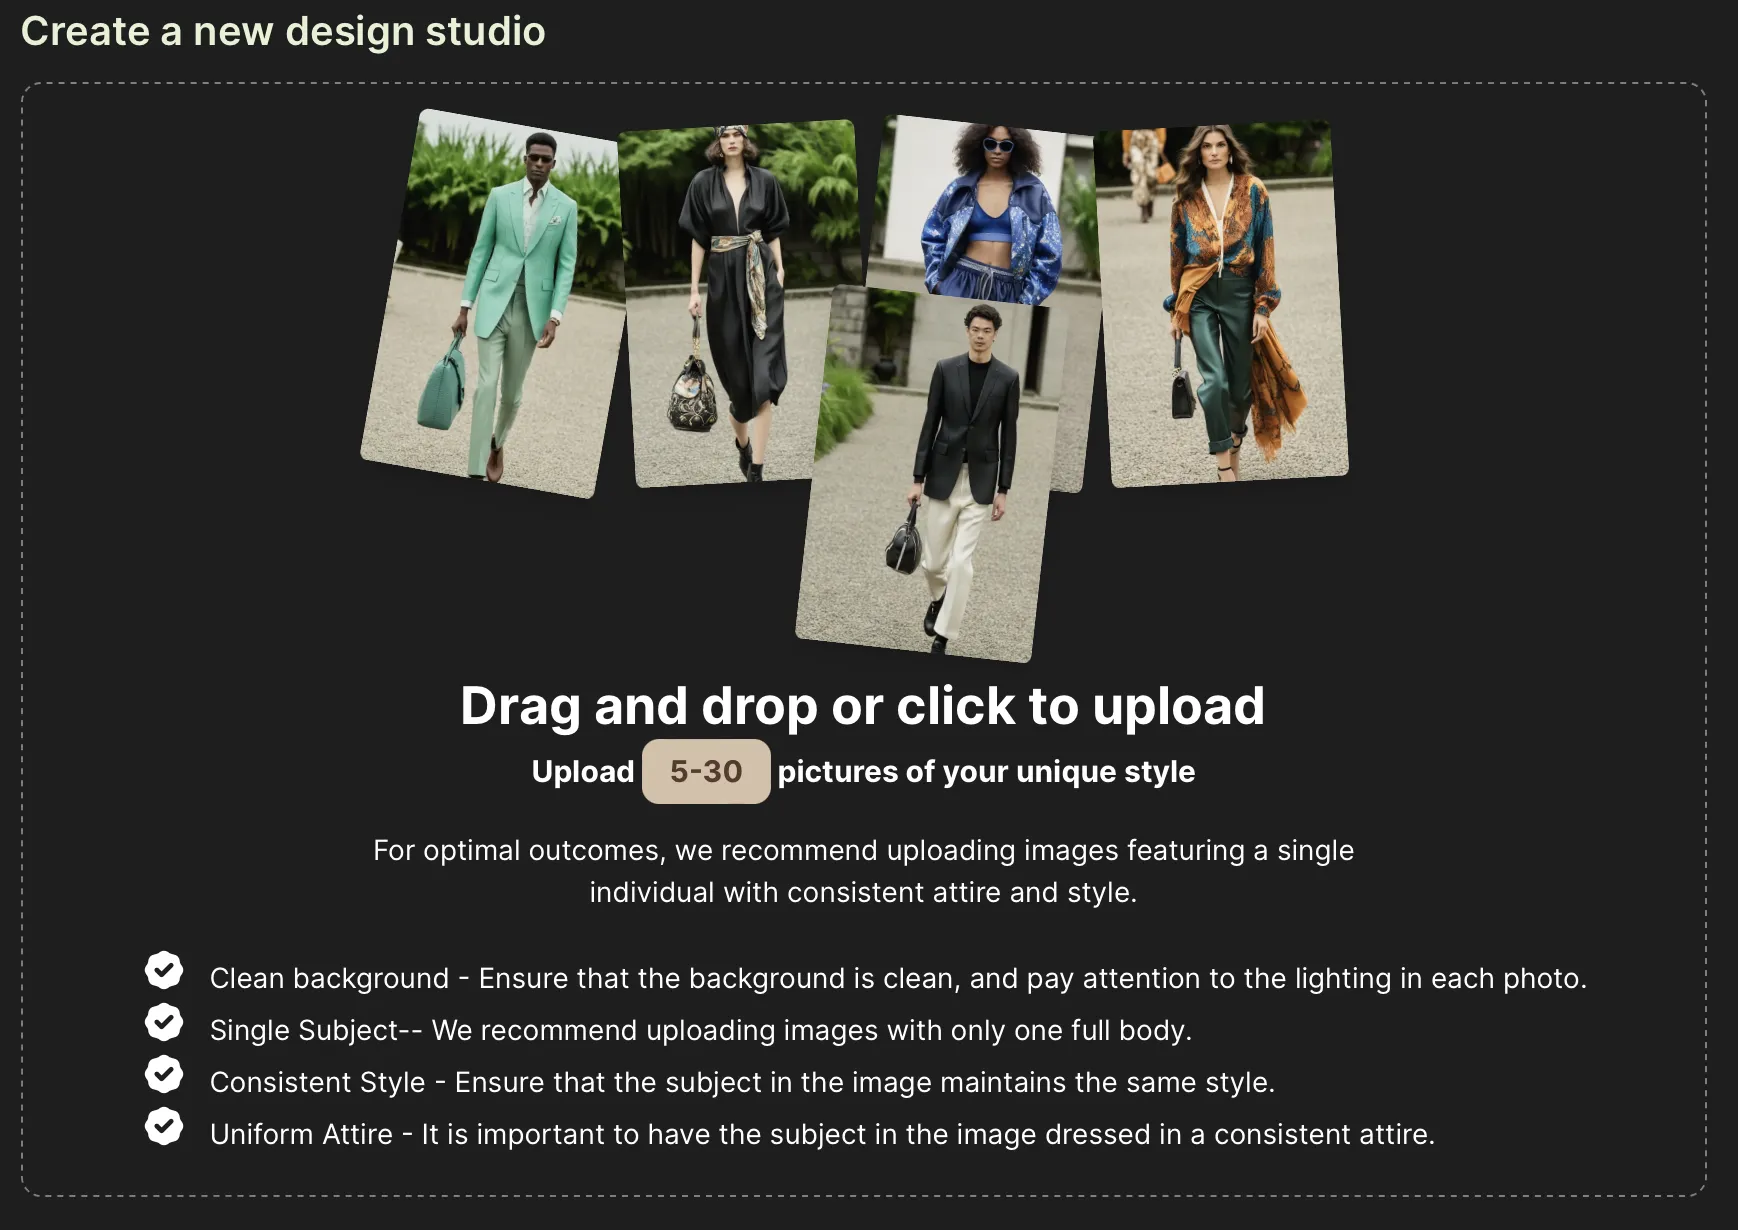 Create a new design studio
Drag and drop or click to upload
Upload 5-30 pictures of your unique style
For optimal outcomes, we recommend uploading images featuring a single
individual with consistent attire and style.
Clean background - Ensure that the background is clean, and pay attention to the lighting in each photo.
Single Subject-- We recommend uploading images with only one full body.
Consistent Style - Ensure that the subject in the image maintains the same style.
Uniform Attire - It is important to have the subject in the image dressed in a consistent attire.